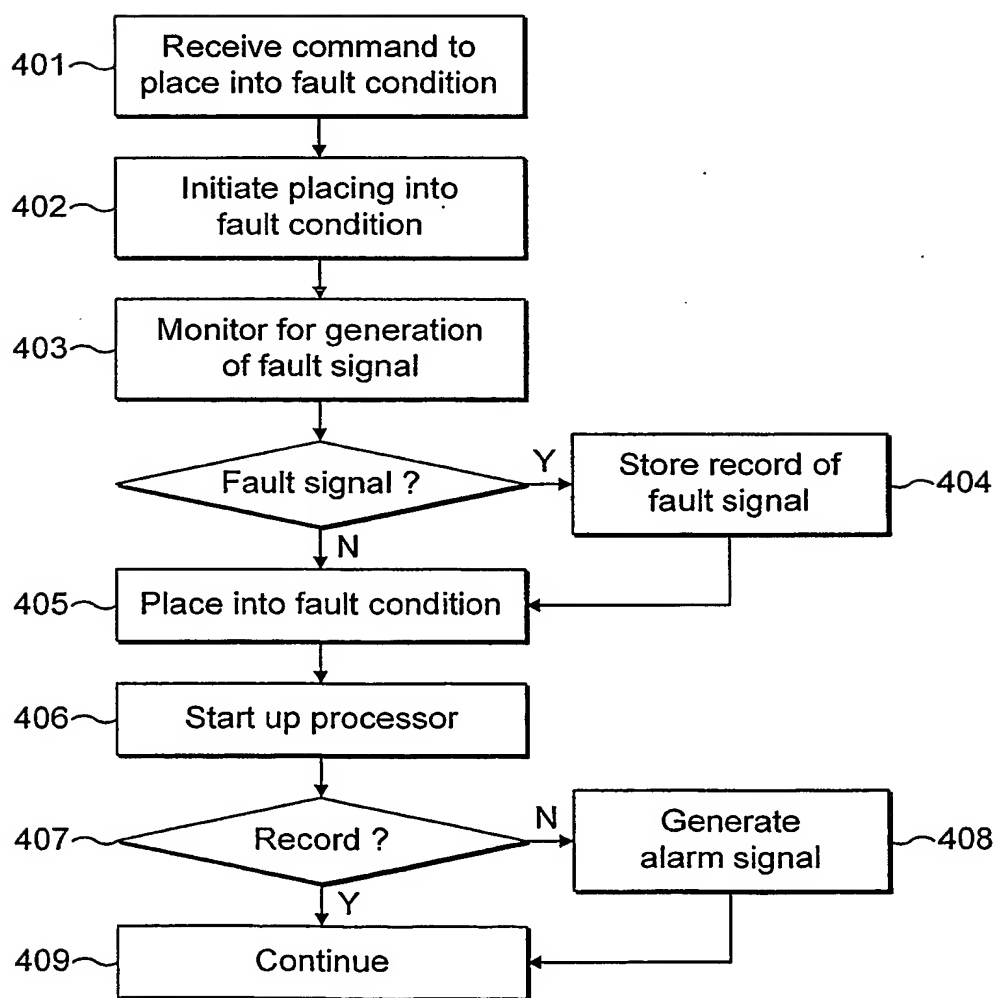 401
Receive command to
place into fault condition
402
Initiate placing into
fault condition
403
Monitor for generation
of fault signal
Fault signal ?
Y
Store record of
fault signal
404
N
405
Place into fault condition
406
Start up processor
407
Record ?
N
Generate
alarm signal
408
Y
409
Continue